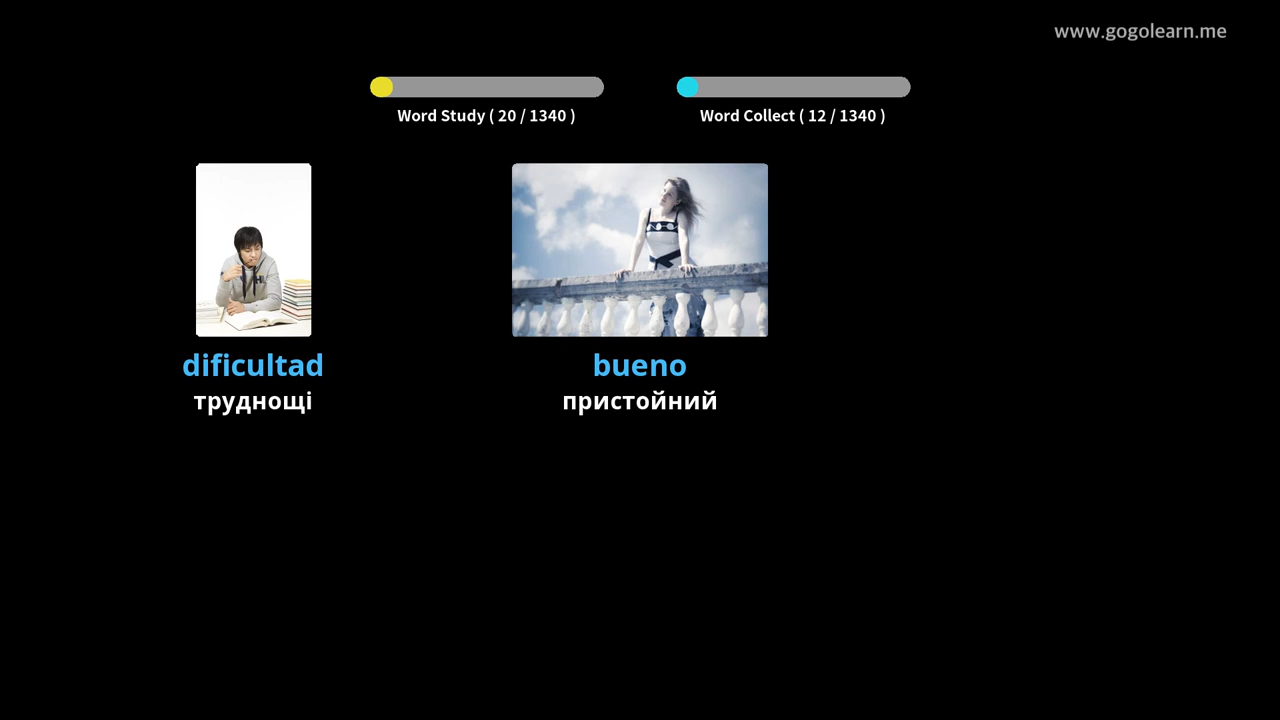 www.gogolearn.me
Word Study ( 20 / 1340 )
Word Collect ( 12 / 1340 )
dificultad
труднощі
bueno
пристойний